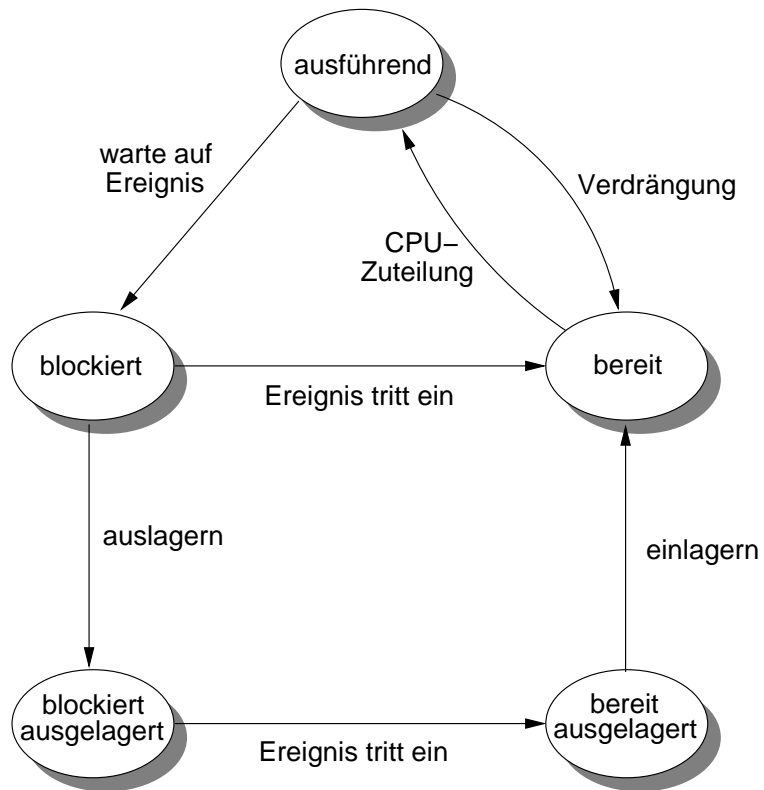 ausführend
warte auf
Ereignis
Verdrängung
CPU–
Zuteilung
blockiert
bereit
Ereignis tritt ein
auslagern
einlagern
blockiert
ausgelagert
bereit
ausgelagert
Ereignis tritt ein